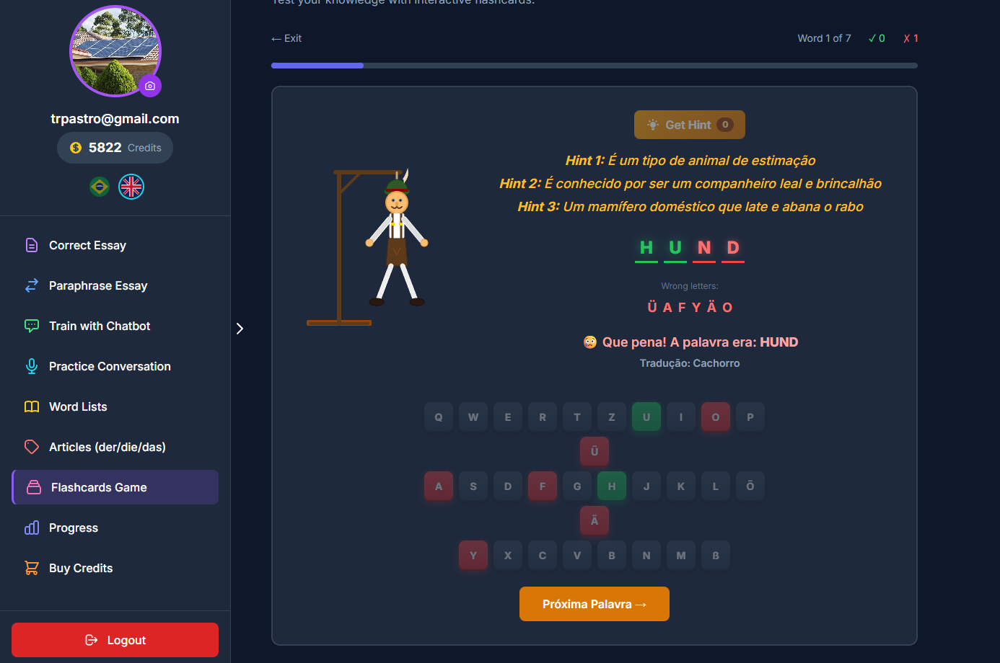 Test your knowledge with interactive flashcards.
← Exit
Word 1 of 7 ✓ 0 ✗ 1
trpastro@gmail.com
$ 5822 Credits
Correct Essay
Paraphrase Essay
Train with Chatbot
Practice Conversation
Word Lists
Articles (der/die/das)
Flashcards Game
Progress
Buy Credits
Logout
Get Hint 0
Hint 1: É um tipo de animal de estimação
Hint 2: É conhecido por ser um companheiro leal e brincalhão
Hint 3: Um mamífero doméstico que late e abana o rabo
H U N D
Wrong letters:
Ü A F Y Ä O
Que pena! A palavra era: HUND
Tradução: Cachorro
Q W E R T Z U I O P
Ü
A S D F G H J K L Ö
Ä
Y X C V B N M ß
Próxima Palavra →